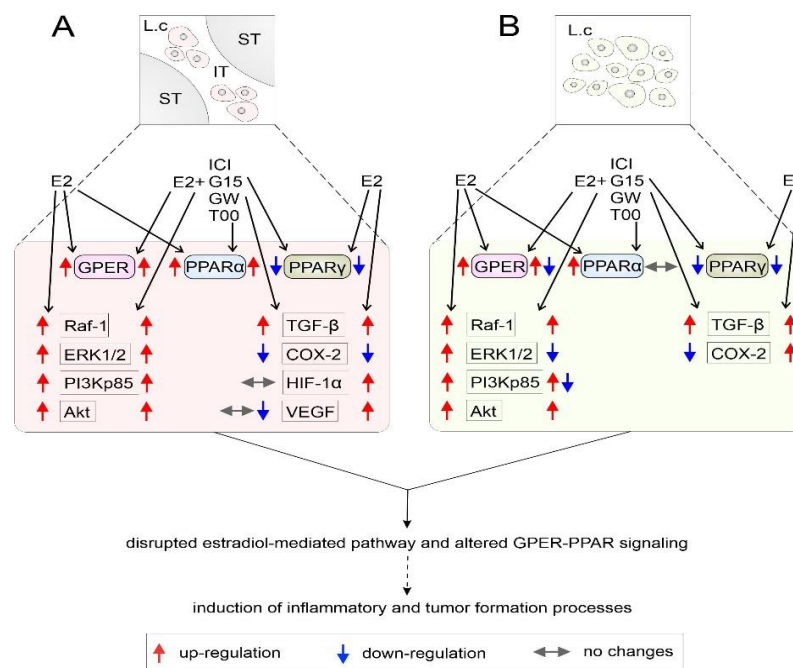 A
B
L.c
ST
IT
ST
L.c
E2
E2+
ICI
G15
GW
T00
E2
E2
E2+
ICI
G15
GW
T00
E
GPER
PPARα
PPARγ
GPER
PPARα
PPARγ
Raf-1
TGF-β
Raf-1
TGF-β
ERK1/2
COX-2
ERK1/2
COX-2
PI3Kp85
HIF-1α
PI3Kp85
Akt
VEGF
Akt
disrupted estradiol-mediated pathway and altered GPER-PPAR signaling
induction of inflammatory and tumor formation processes
up-regulation
down-regulation
no changes